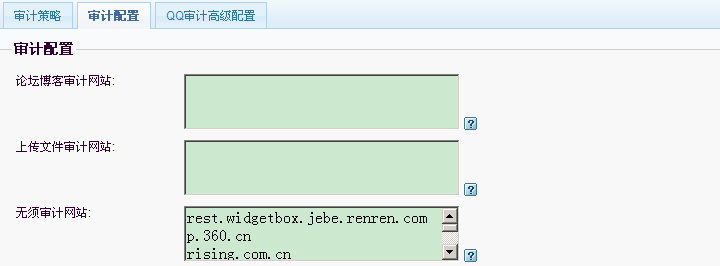 审计策略 审计配置 QQ审计高级配置
审计配置
论坛博客审计网站:
?
上传文件审计网站:
?
无须审计网站:
rest.widgetbox.jebe.renren.com
p.360.cn
rising.com.cn
?